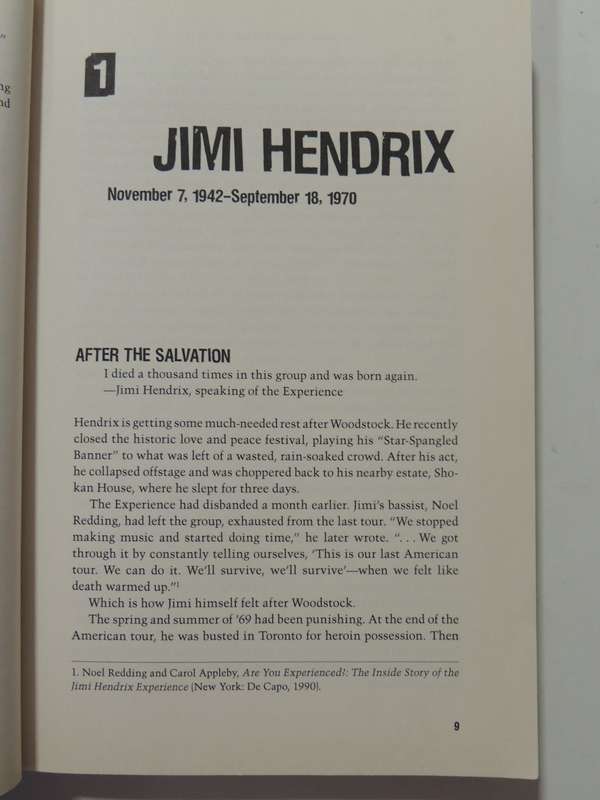 "
ng
nd
1
JIMI HENDRIX
November 7, 1942–September 18, 1970
AFTER THE SALVATION
I died a thousand times in this group and was born again.
—Jimi Hendrix, speaking of the Experience
Hendrix is getting some much-needed rest after Woodstock. He recently
closed the historic love and peace festival, playing his "Star-Spangled
Banner" to what was left of a wasted, rain-soaked crowd. After his act,
he collapsed offstage and was choppered back to his nearby estate, Sho-
kan House, where he slept for three days.
The Experience had disbanded a month earlier. Jimi's bassist, Noel
Redding, had left the group, exhausted from the last tour. "We stopped
making music and started doing time," he later wrote. ". . . We got
through it by constantly telling ourselves, 'This is our last American
tour. We can do it. We'll survive, we'll survive'—when we felt like
death warmed up."1
Which is how Jimi himself felt after Woodstock.
The spring and summer of '69 had been punishing. At the end of the
American tour, he was busted in Toronto for heroin possession. Then
1. Noel Redding and Carol Appleby, Are You Experienced?: The Inside Story of the
Jimi Hendrix Experience (New York: De Capo, 1990).
9